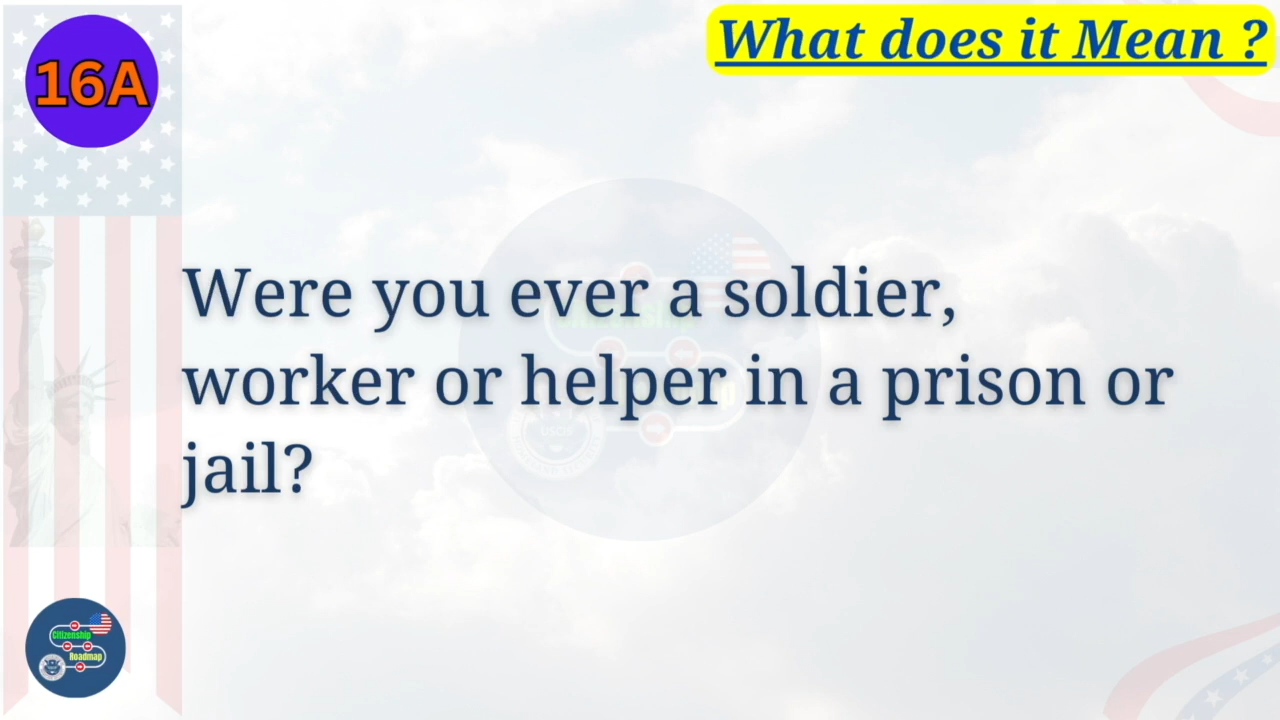 16A
What does it Mean ?
Were you ever a soldier,
worker or helper in a prison or
jail?
Citizenship
Roadmap